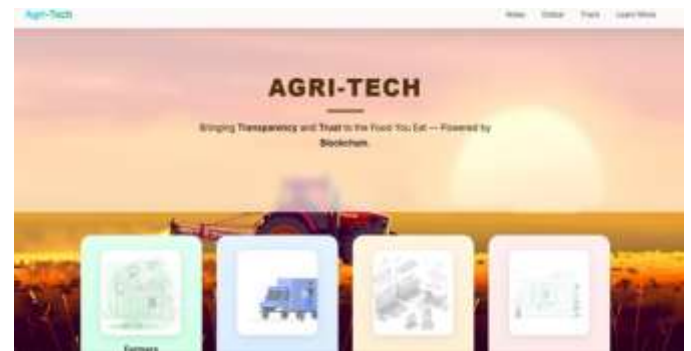 Agri-Tech
Home Track Learn More
AGRI-TECH
Bringing Transparency and Trust to the Food You Eat — Powered by
Blockchain.
Farmers